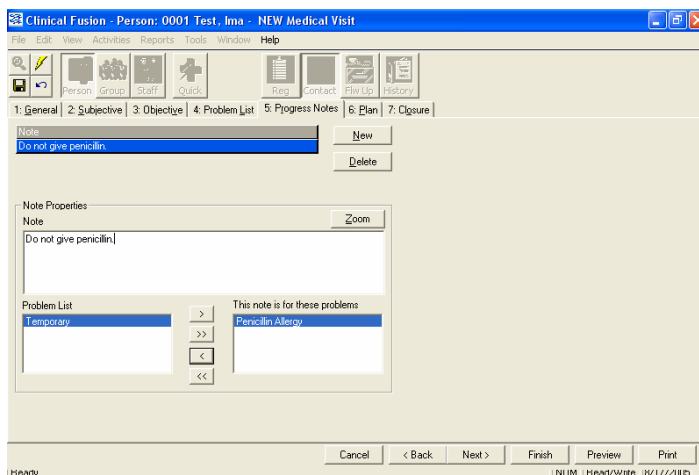 Clinical Fusion - Person: 0001 Test, Ima - NEW Medical Visit
File Edit View Activities Reports Tools Window Help
Person Group Staff Quick Reg Contact Flw Up History
1: General 2: Subjective 3: Objective 4: Problem List 5: Progress Notes 6: Plan 7: Closure
Note
New
Do not give penicillin.
Delete
Note Properties
Note
Zoom
Do not give penicillin.
Problem List
This note is for these problems
>
Temporary
Penicillin Allergy
>>
<
<<
Cancel < Back Next > Finish Preview Print
Ready NUM Read/Write 8/17/2005